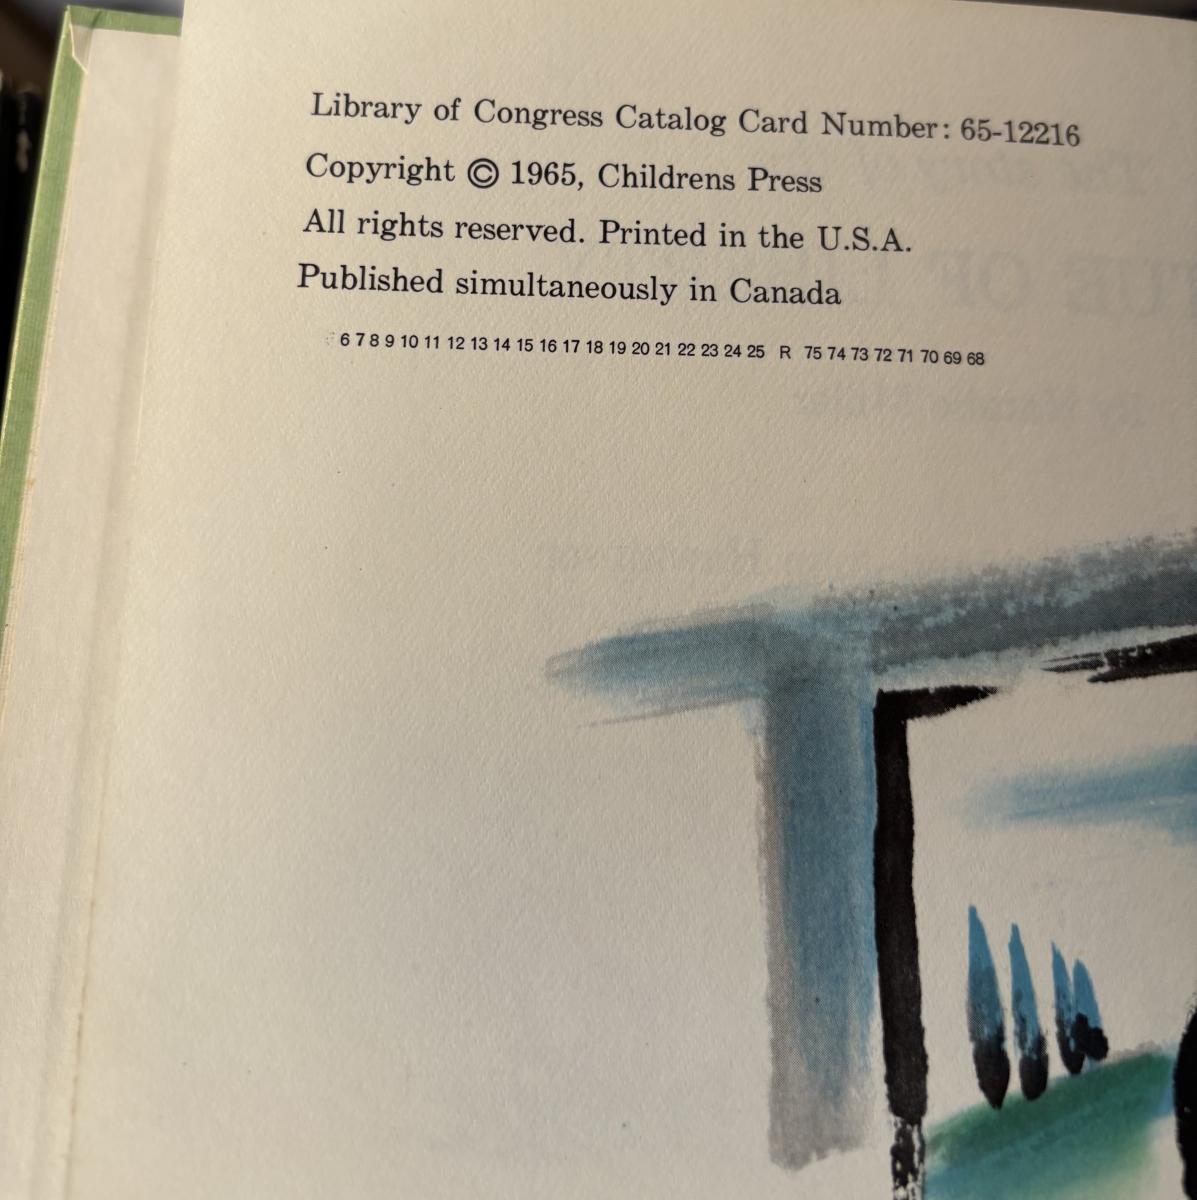 Library of Congress Catalog Card Number: 65-12216
Copyright © 1965, Childrens Press
All rights reserved. Printed in the U.S.A.
Published simultaneously in Canada
6 7 8 9 10 11 12 13 14 15 16 17 18 19 20 21 22 23 24 25 R 75 74 73 72 71 70 69 68